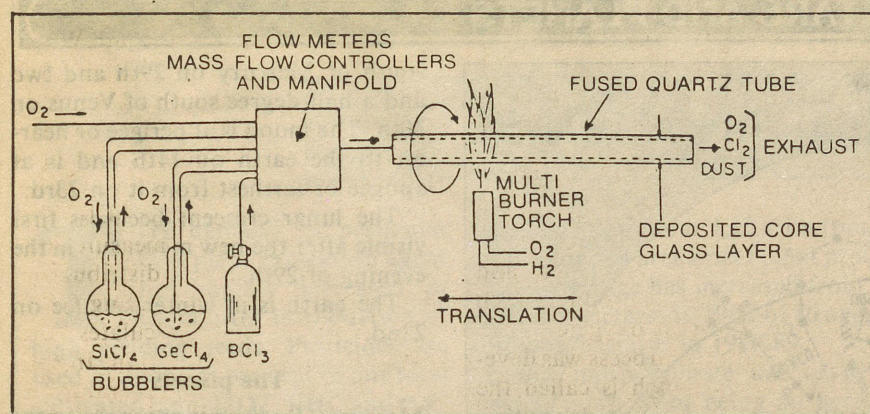 FLOW METERS
MASS FLOW CONTROLLERS
AND MANIFOLD
FUSED QUARTZ TUBE
O₂
O₂
Cl₂
DUST
EXHAUST
O₂
O₂
MULTI
BURNER
TORCH
O₂
H₂
DEPOSITED CORE
GLASS LAYER
TRANSLATION
SiCl₄
GeCl₄,
BCl₃
BUBBLERS